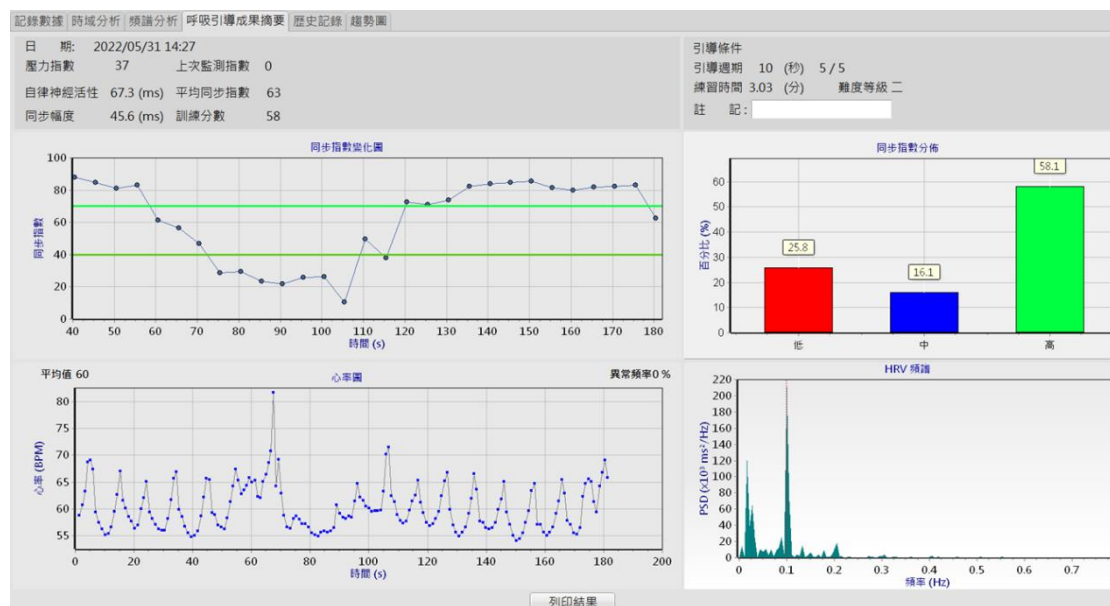 記錄數據 時域分析 頻譜分析 呼吸引導成果摘要 歷史記錄 趨勢圖
日 期: 2022/05/31 14:27
壓力指數 37 上次監測指數 0
自律神經活性 67.3 (ms) 平均同步指數 63
同步幅度 45.6 (ms) 訓練分數 58
引導條件
引導週期 10 (秒) 5 / 5
練習時間 3.03 (分) 難度等級 二
註 記:
同步指數變化圖
同步指數
100
80
60
40
20
0
40 50 60 70 80 90 100 110 120 130 140 150 160 170 180
時間 (s)
同步指數分佈
百分比 (%)
60
50
40
30
20
10
0
25.8
16.1
58.1
低 中 高
平均值 60 心率圖 異常頻率0 %
心率 (BPM)
80
75
70
65
60
55
0 20 40 60 80 100 120 140 160 180 200
時間 (s)
HRV 頻譜
PSD (X10³ ms²/Hz)
220
200
180
160
140
120
100
80
60
40
20
0
0 0.1 0.2 0.3 0.4 0.5 0.6 0.7
頻率 (Hz)
列印結果